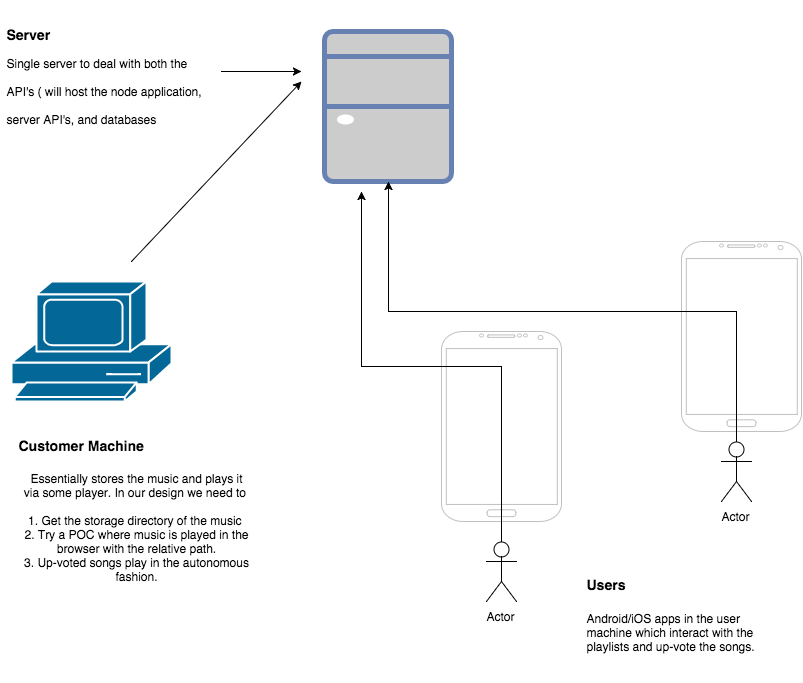 Server
Single server to deal with both the
API's ( will host the node application,
server API's, and databases
Customer Machine
Essentially stores the music and plays it
via some player. In our design we need to
1. Get the storage directory of the music
2. Try a POC where music is played in the
browser with the relative path.
3. Up-voted songs play in the autonomous
fashion.
Actor
Actor
Users
Android/iOS apps in the user
machine which interact with the
playlists and up-vote the songs.